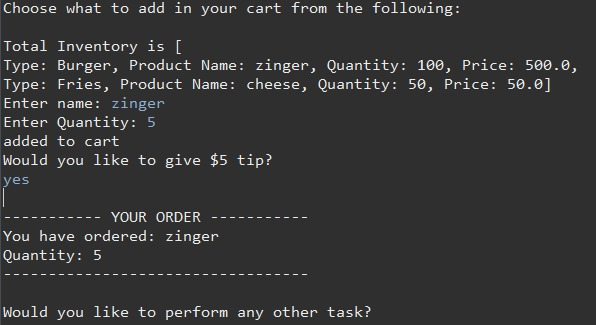 Choose what to add in your cart from the following:
Total Inventory is [
Type: Burger, Product Name: zinger, Quantity: 100, Price: 500.0,
Type: Fries, Product Name: cheese, Quantity: 50, Price: 50.0]
Enter name: zinger
Enter Quantity: 5
added to cart
Would you like to give $5 tip?
yes
----------- YOUR ORDER -----------
You have ordered: zinger
Quantity: 5
----------------------------------
Would you like to perform any other task?